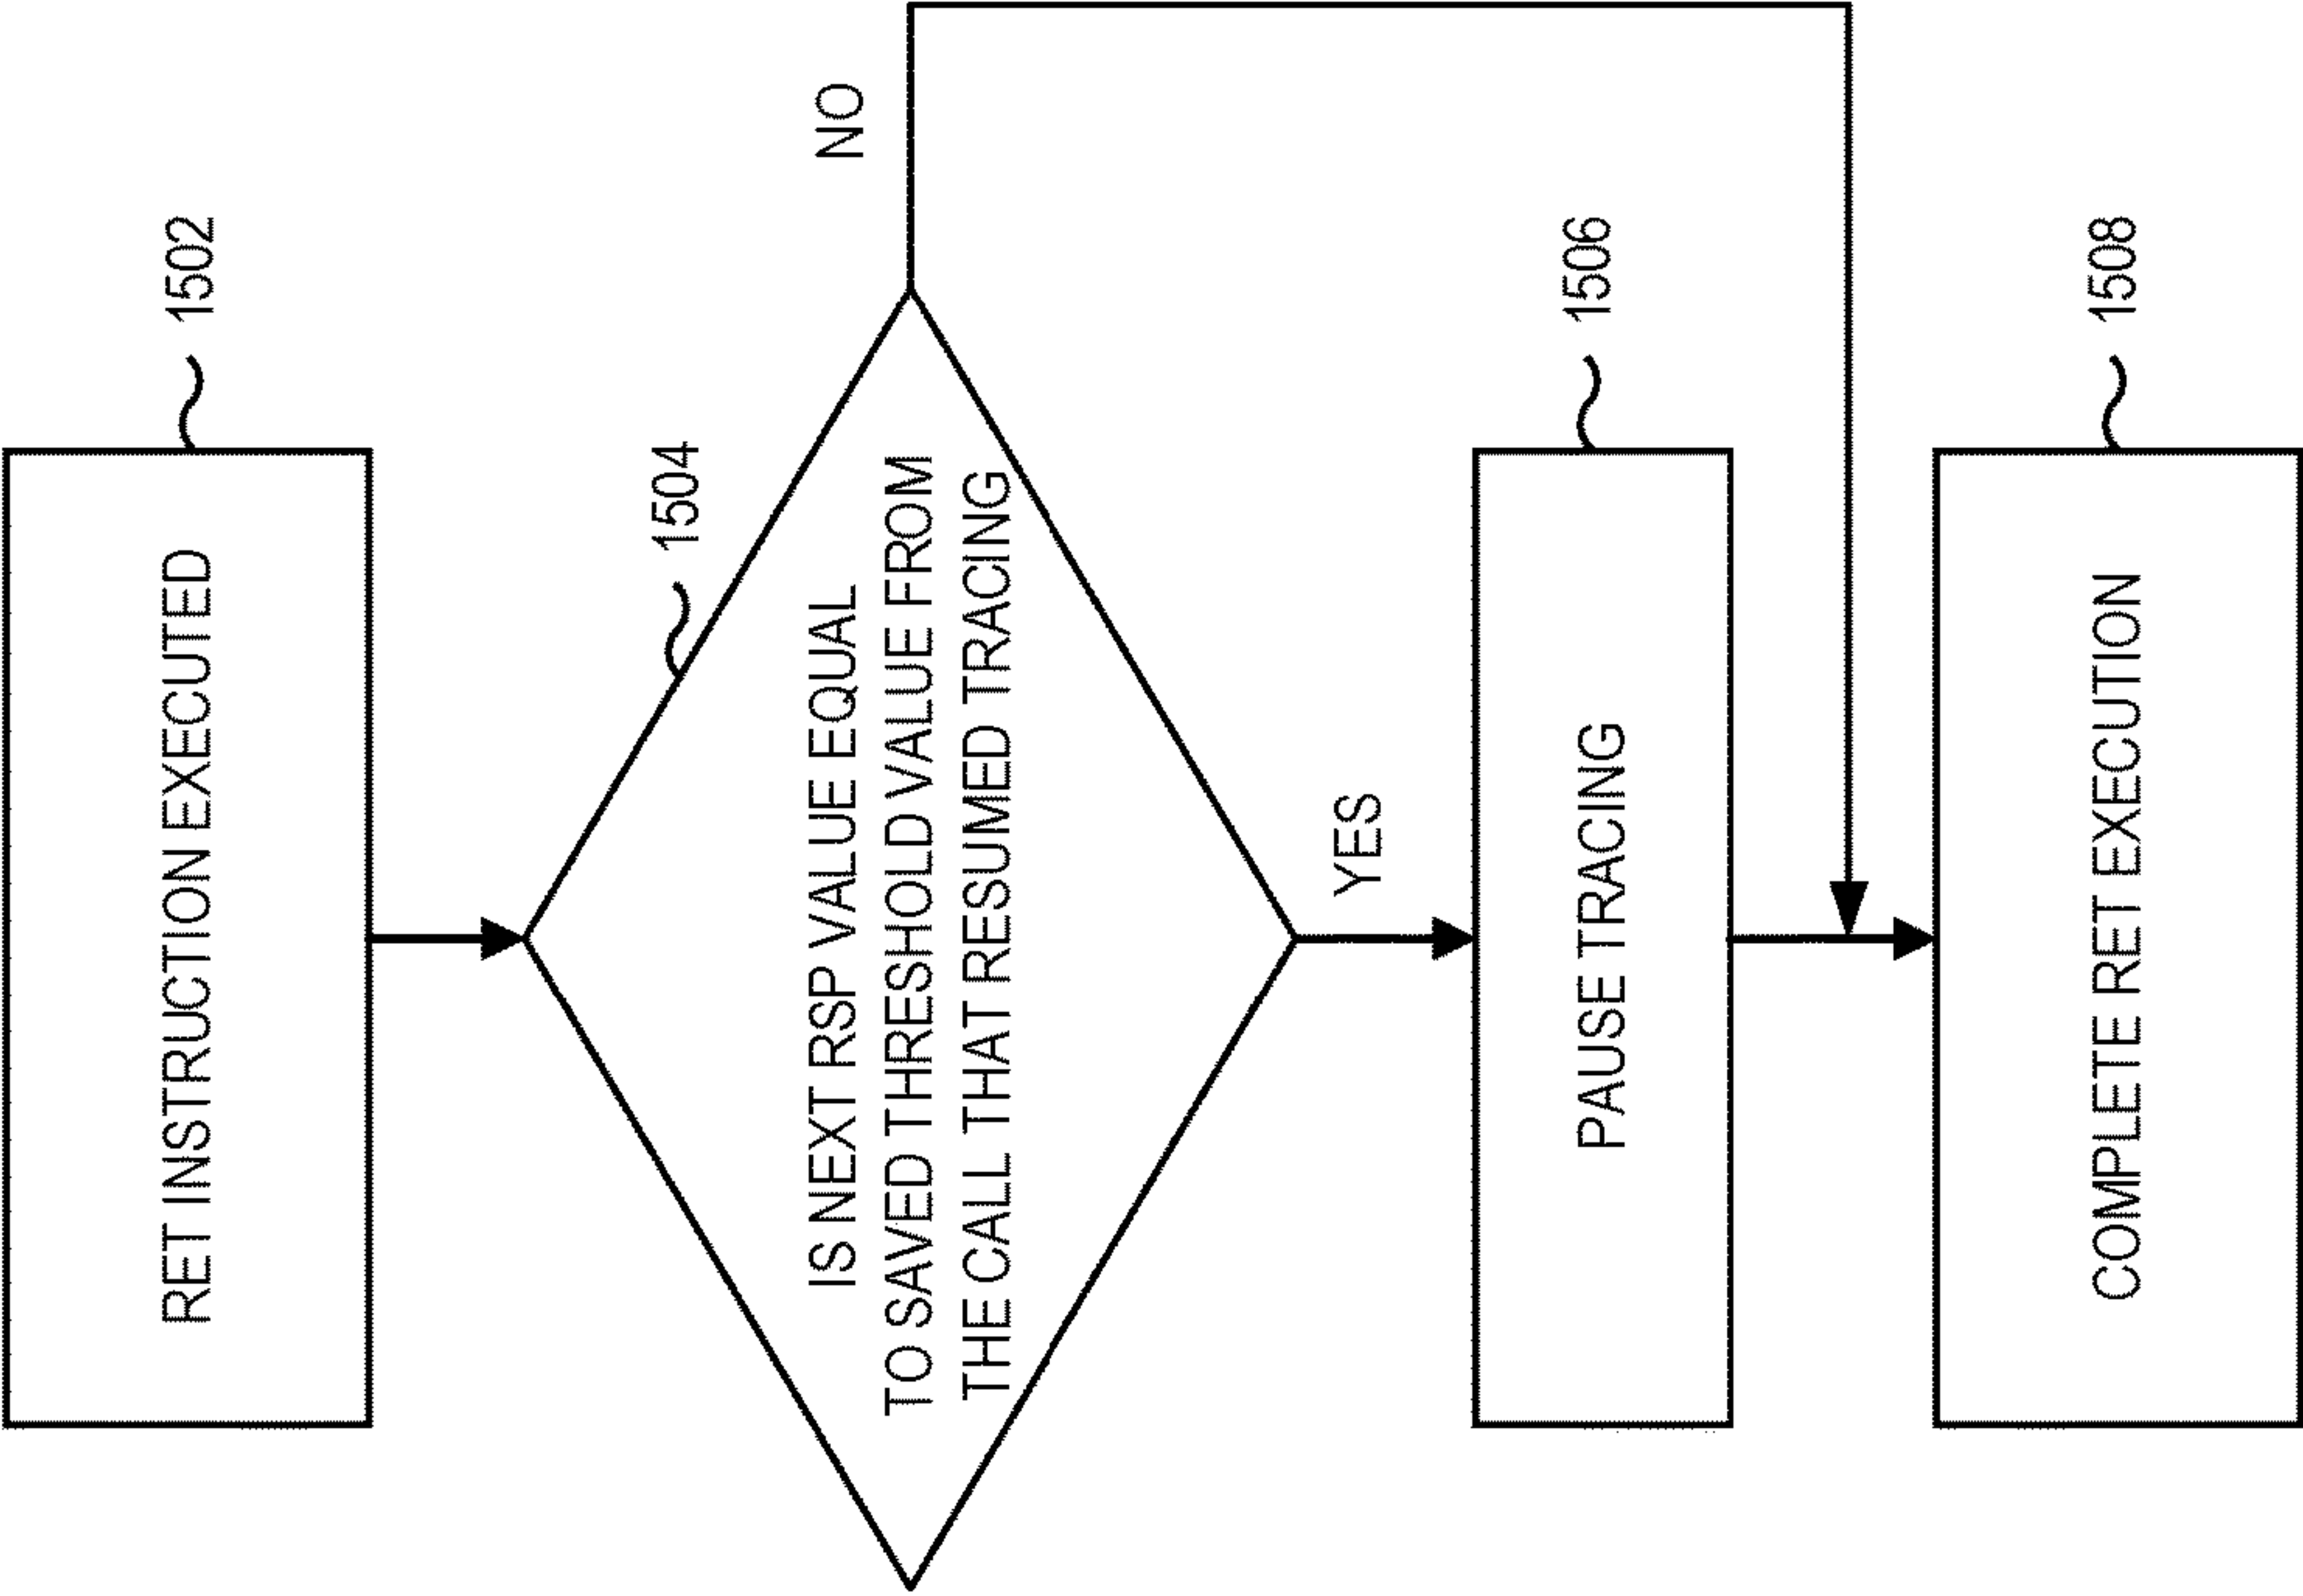 RET INSTRUCTION EXECUTED
1502
IS NEXT RSP VALUE EQUAL
TO SAVED THRESHOLD VALUE FROM
THE CALL THAT RESUMED TRACING
1504
NO
YES
PAUSE TRACING
1506
COMPLETE RET EXECUTION
1508